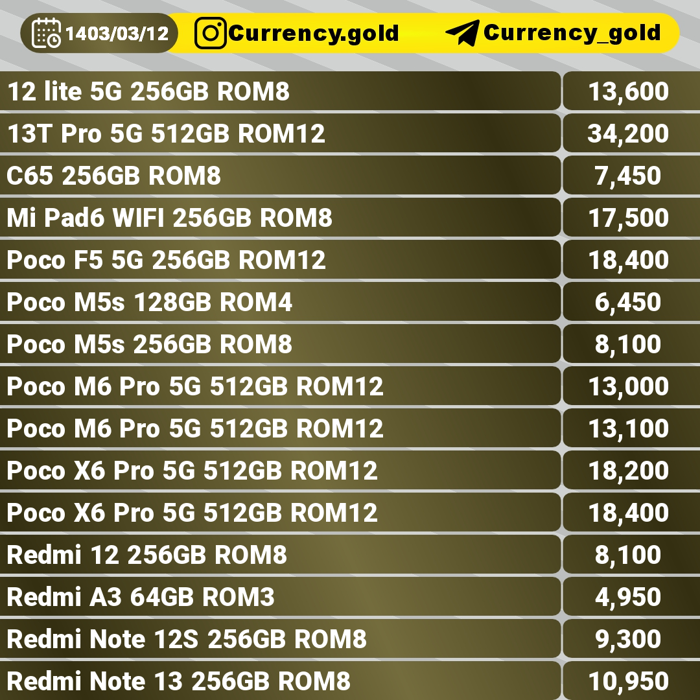 1403/03/12 Currency.gold Currency_gold
12 lite 5G 256GB ROM8 13,600
13T Pro 5G 512GB ROM12 34,200
C65 256GB ROM8 7,450
Mi Pad6 WIFI 256GB ROM8 17,500
Poco F5 5G 256GB ROM12 18,400
Poco M5s 128GB ROM4 6,450
Poco M5s 256GB ROM8 8,100
Poco M6 Pro 5G 512GB ROM12 13,000
Poco M6 Pro 5G 512GB ROM12 13,100
Poco X6 Pro 5G 512GB ROM12 18,200
Poco X6 Pro 5G 512GB ROM12 18,400
Redmi 12 256GB ROM8 8,100
Redmi A3 64GB ROM3 4,950
Redmi Note 12S 256GB ROM8 9,300
Redmi Note 13 256GB ROM8 10,950